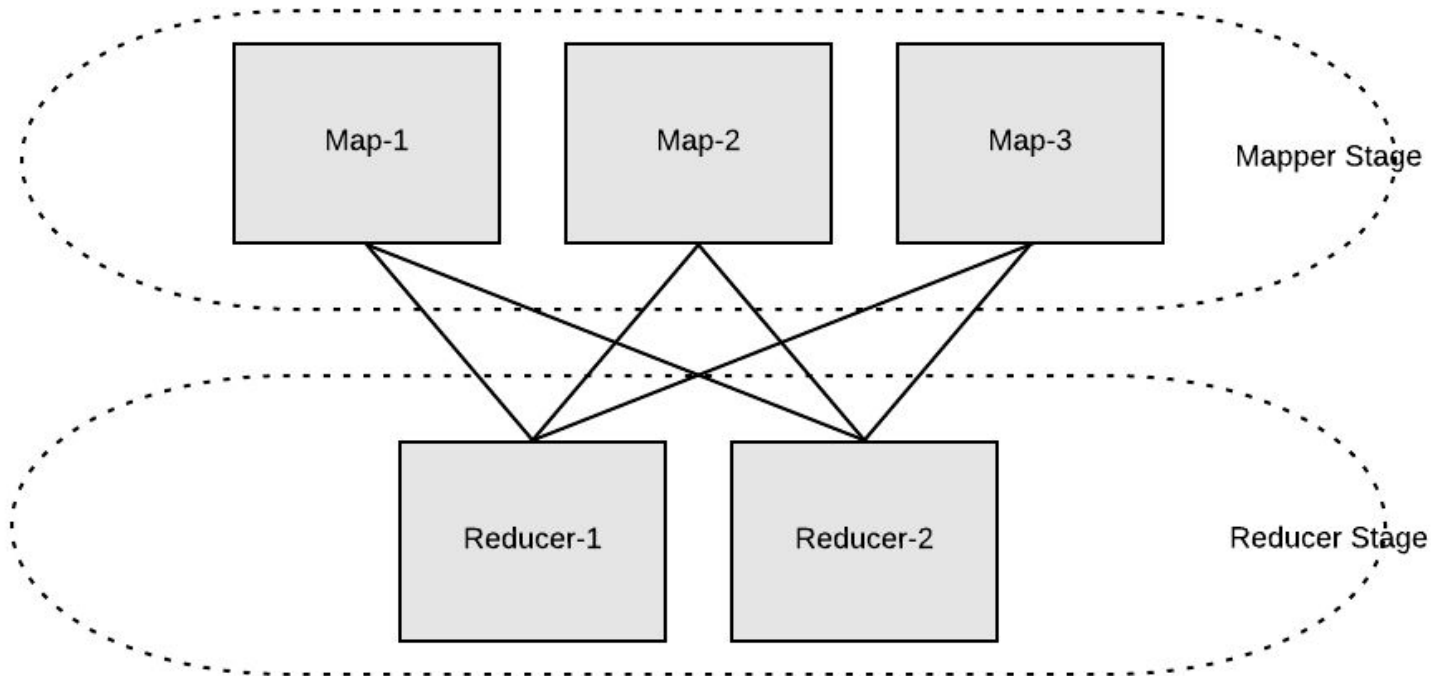 Map-1
Map-2
Map-3
Mapper Stage
Reducer-1
Reducer-2
Reducer Stage